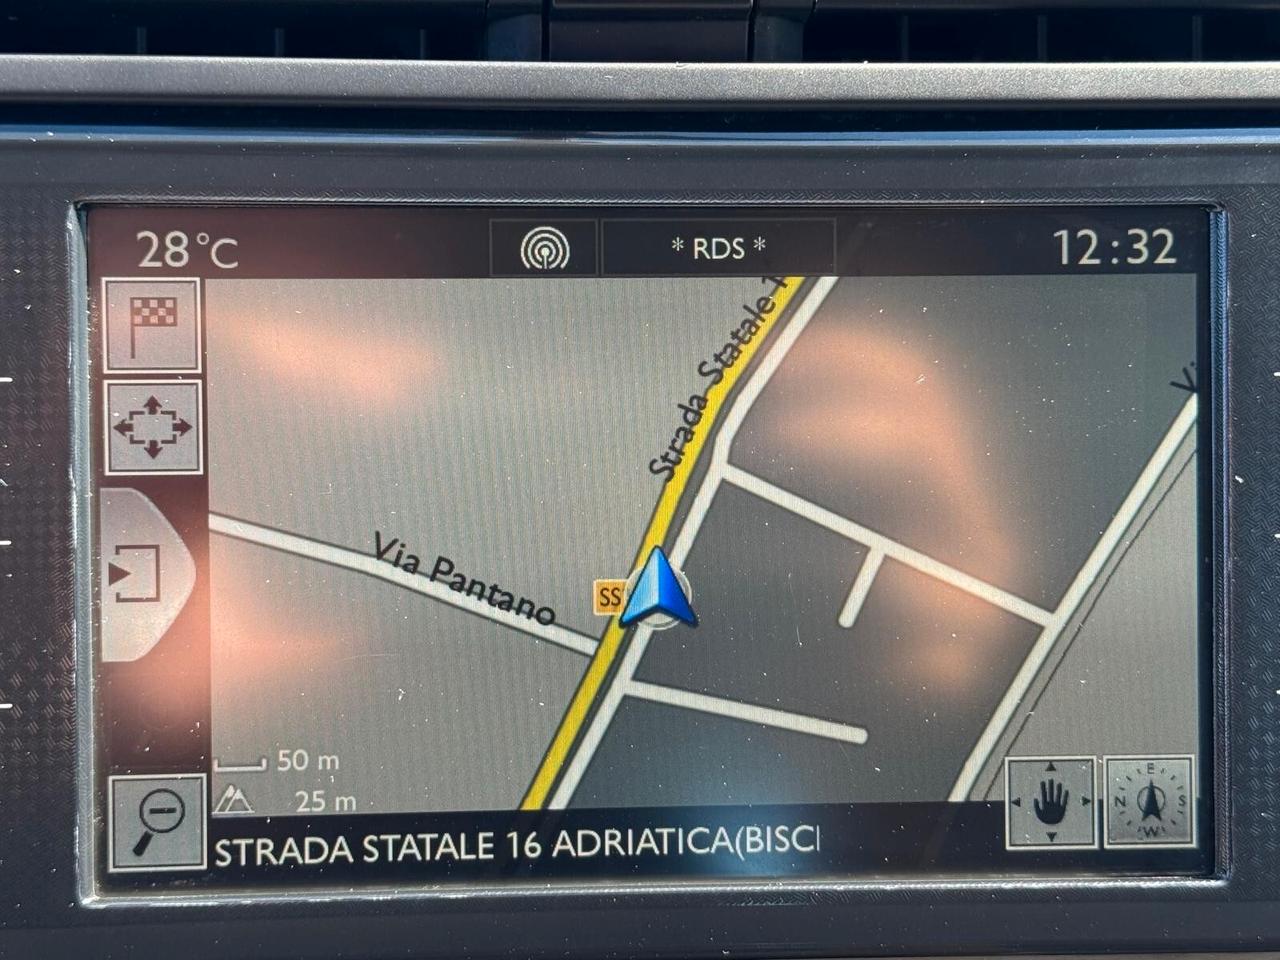 28°C
* RDS *
12:32
Strada Statale 1
Via Pantano
SS
50 m
25 m
E
N S
W
STRADA STATALE 16 ADRIATICA(BISC